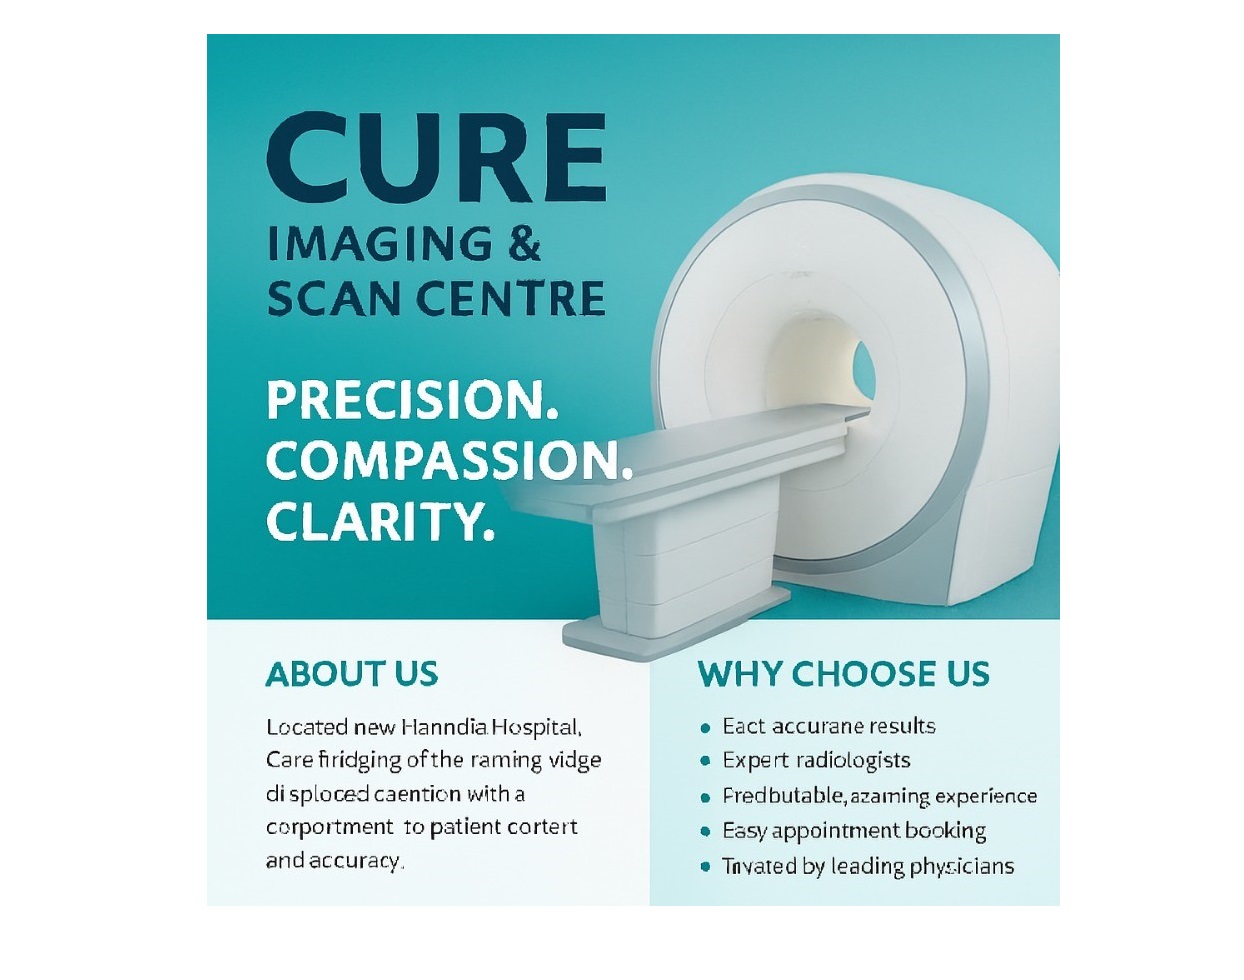 CURE
IMAGING &
SCAN CENTRE
PRECISION.
COMPASSION.
CLARITY.
ABOUT US
Located new Hanndia Hospital,
Care firidging of the raming vidge
di sploced caention with a
corportment to patient cortert
and accuracy.
WHY CHOOSE US
• Eact accurane results
• Expert radiologists
• Predbutable, azaming experience
• Easy appointment booking
• Tnvated by leading physicians